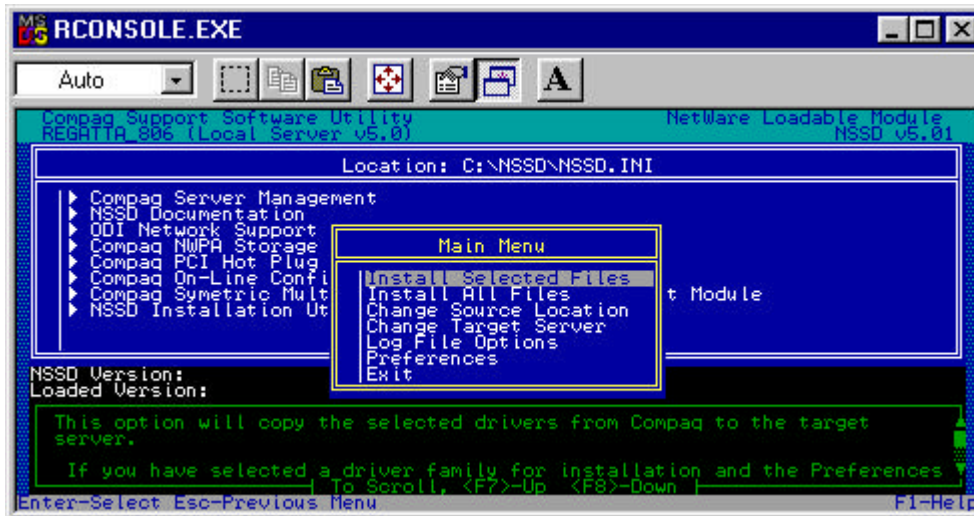 MS DOS RCONSOLE.EXE
Auto A
Compaq Support Software Utility NetWare Loadable Module
REGATTA_806 (Local Server v5.0) NSSD v5.01
Location: C:\NSSD\NSSD.INI
Compaq Server Management
NSSD Documentation
ODI Network Support
Compaq NWPA Storage
Compaq PCI Hot Plug
Compaq On-Line Confi
Compaq Symetric Mult t Module
NSSD Installation Ut
Main Menu
Install Selected Files
Install All Files
Change Source Location
Change Target Server
Log File Options
Preferences
Exit
NSSD Version:
Loaded Version:
This option will copy the selected drivers from Compaq to the target
server.
If you have selected a driver family for installation and the Preferences
To Scroll, <F7>-Up <F8>-Down
Enter-Select Esc-Previous Menu F1-Help